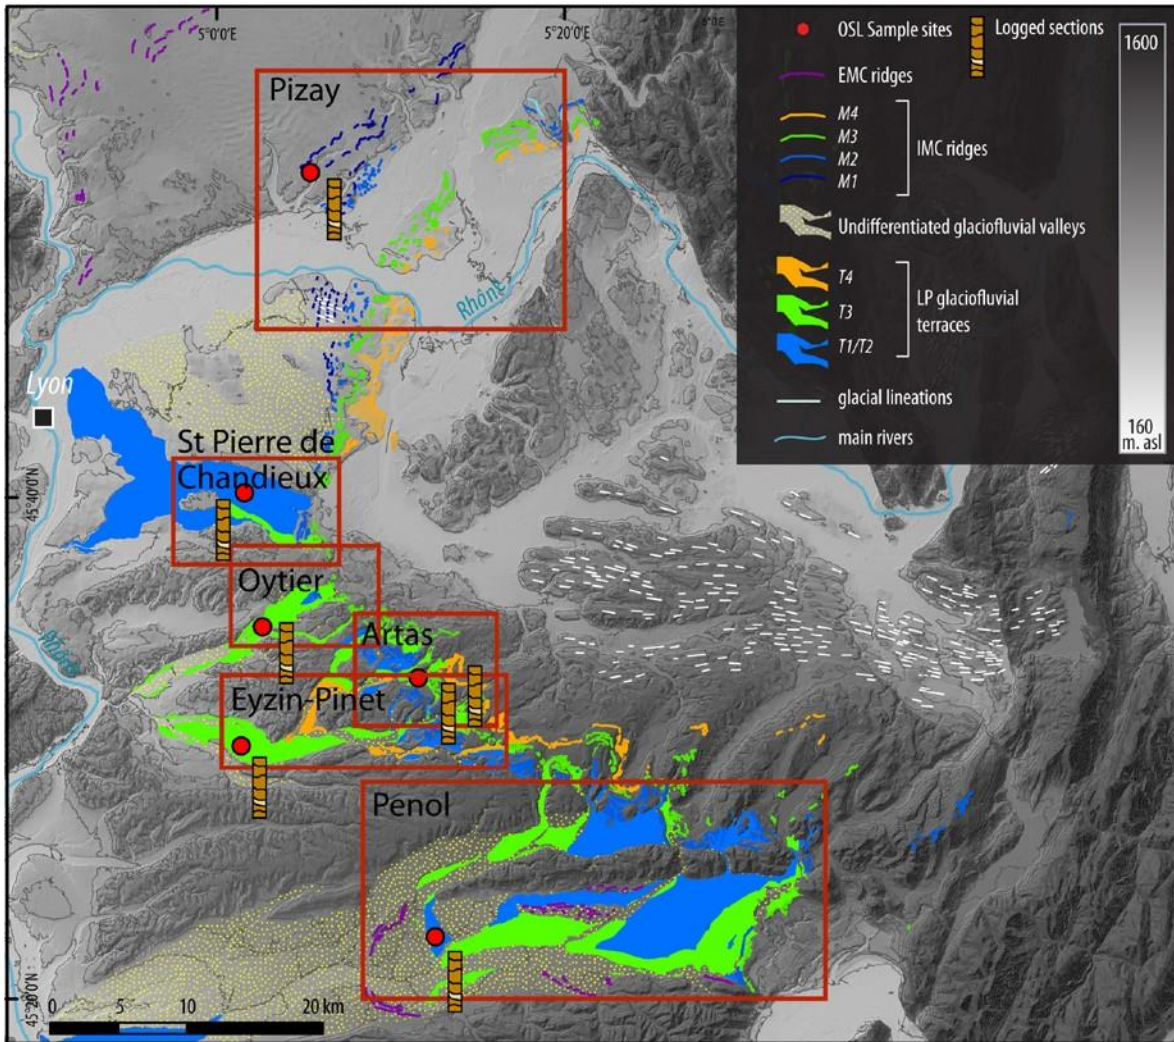 5°0'0"E
5°20'0"E
Pizay
Rhône
Lyon
St Pierre de
Chandieux
45°40'N
Oytier
Artas
Rhône
Eyzin-Pinet
Penol
45°20'N
0 5 10 20 km
OSL Sample sites
Logged sections
EMC ridges
M4
M3
M2
M1
IMC ridges
Undifferentiated glaciofluvial valleys
T4
T3
T1/T2
LP glaciofluvial
terraces
glacial lineations
main rivers
1600
160
m. asl